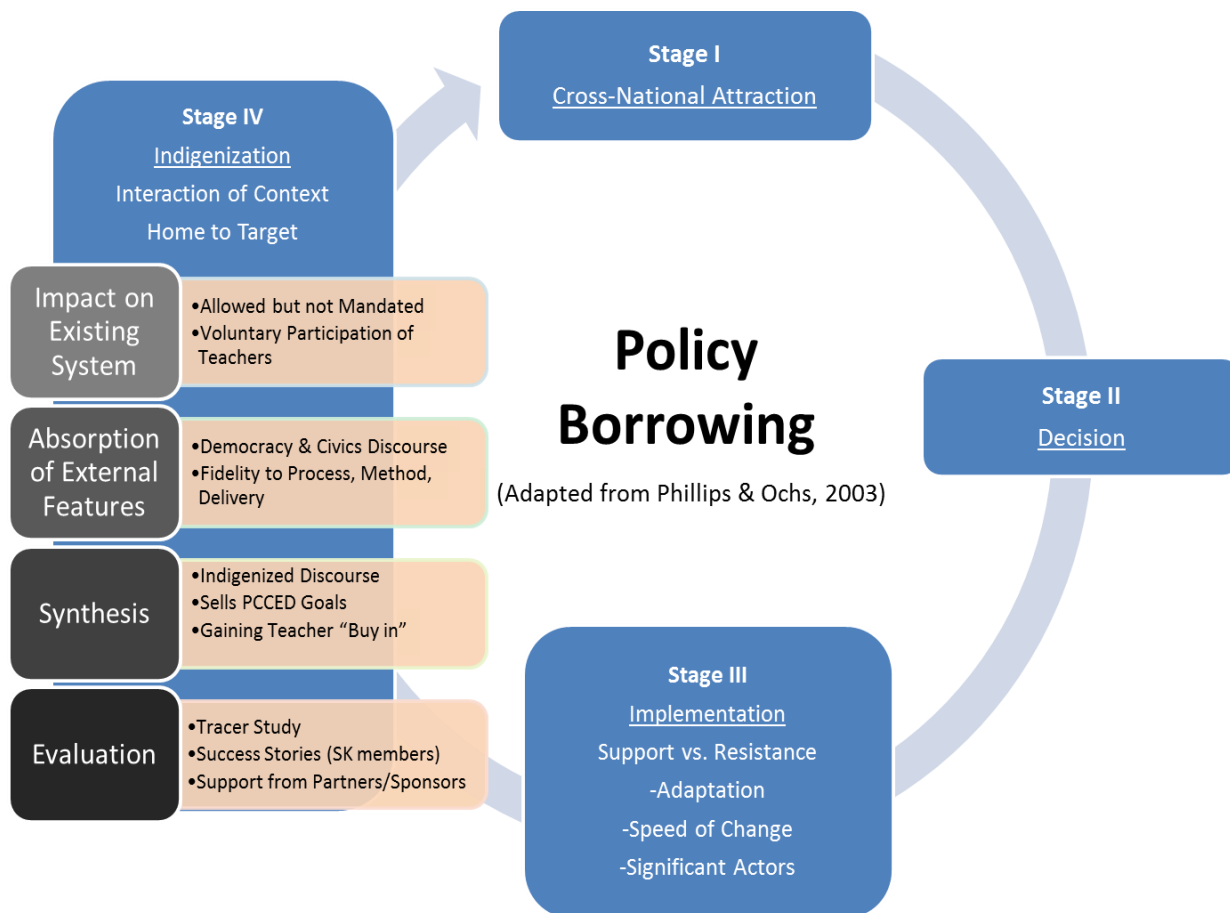 Stage I
Cross-National Attraction
Stage II
Decision
Stage III
Implementation
Support vs. Resistance
-Adaptation
-Speed of Change
-Significant Actors
Stage IV
Indigenization
Interaction of Context
Home to Target
Impact on
Existing
System
•Allowed but not Mandated
•Voluntary Participation of
Teachers
Absorption
of External
Features
•Democracy & Civics Discourse
•Fidelity to Process, Method,
Delivery
Synthesis
•Indigenized Discourse
•Sells PCCED Goals
•Gaining Teacher “Buy in”
Evaluation
•Tracer Study
•Success Stories (SK members)
•Support from Partners/Sponsors
Policy
Borrowing
(Adapted from Phillips & Ochs, 2003)